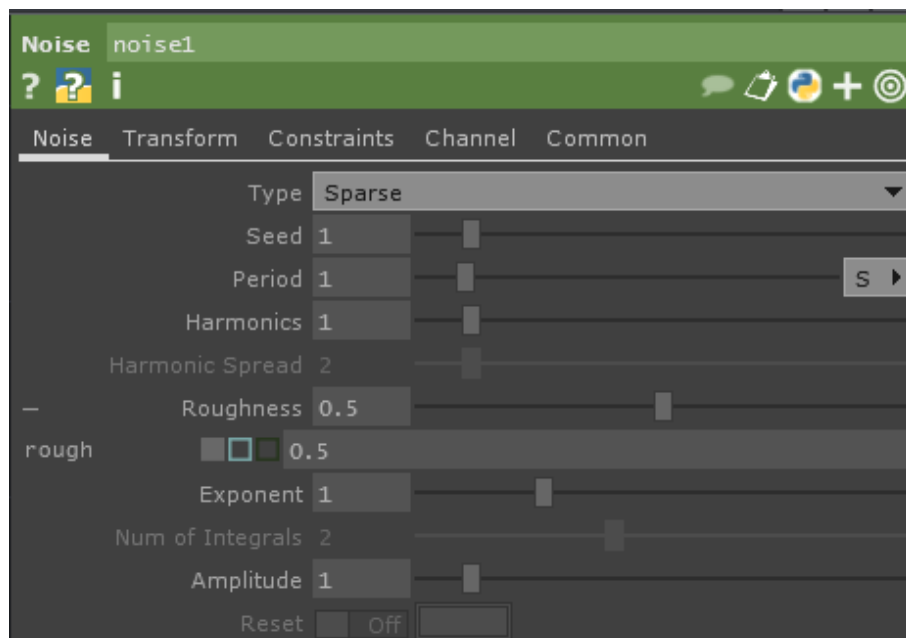 Noise noise1
? ? i
Noise Transform Constraints Channel Common
Type Sparse
Seed 1
Period 1 S
Harmonics 1
Harmonic Spread 2
– Roughness 0.5
rough 0.5
Exponent 1
Num of Integrals 2
Amplitude 1
Reset Off